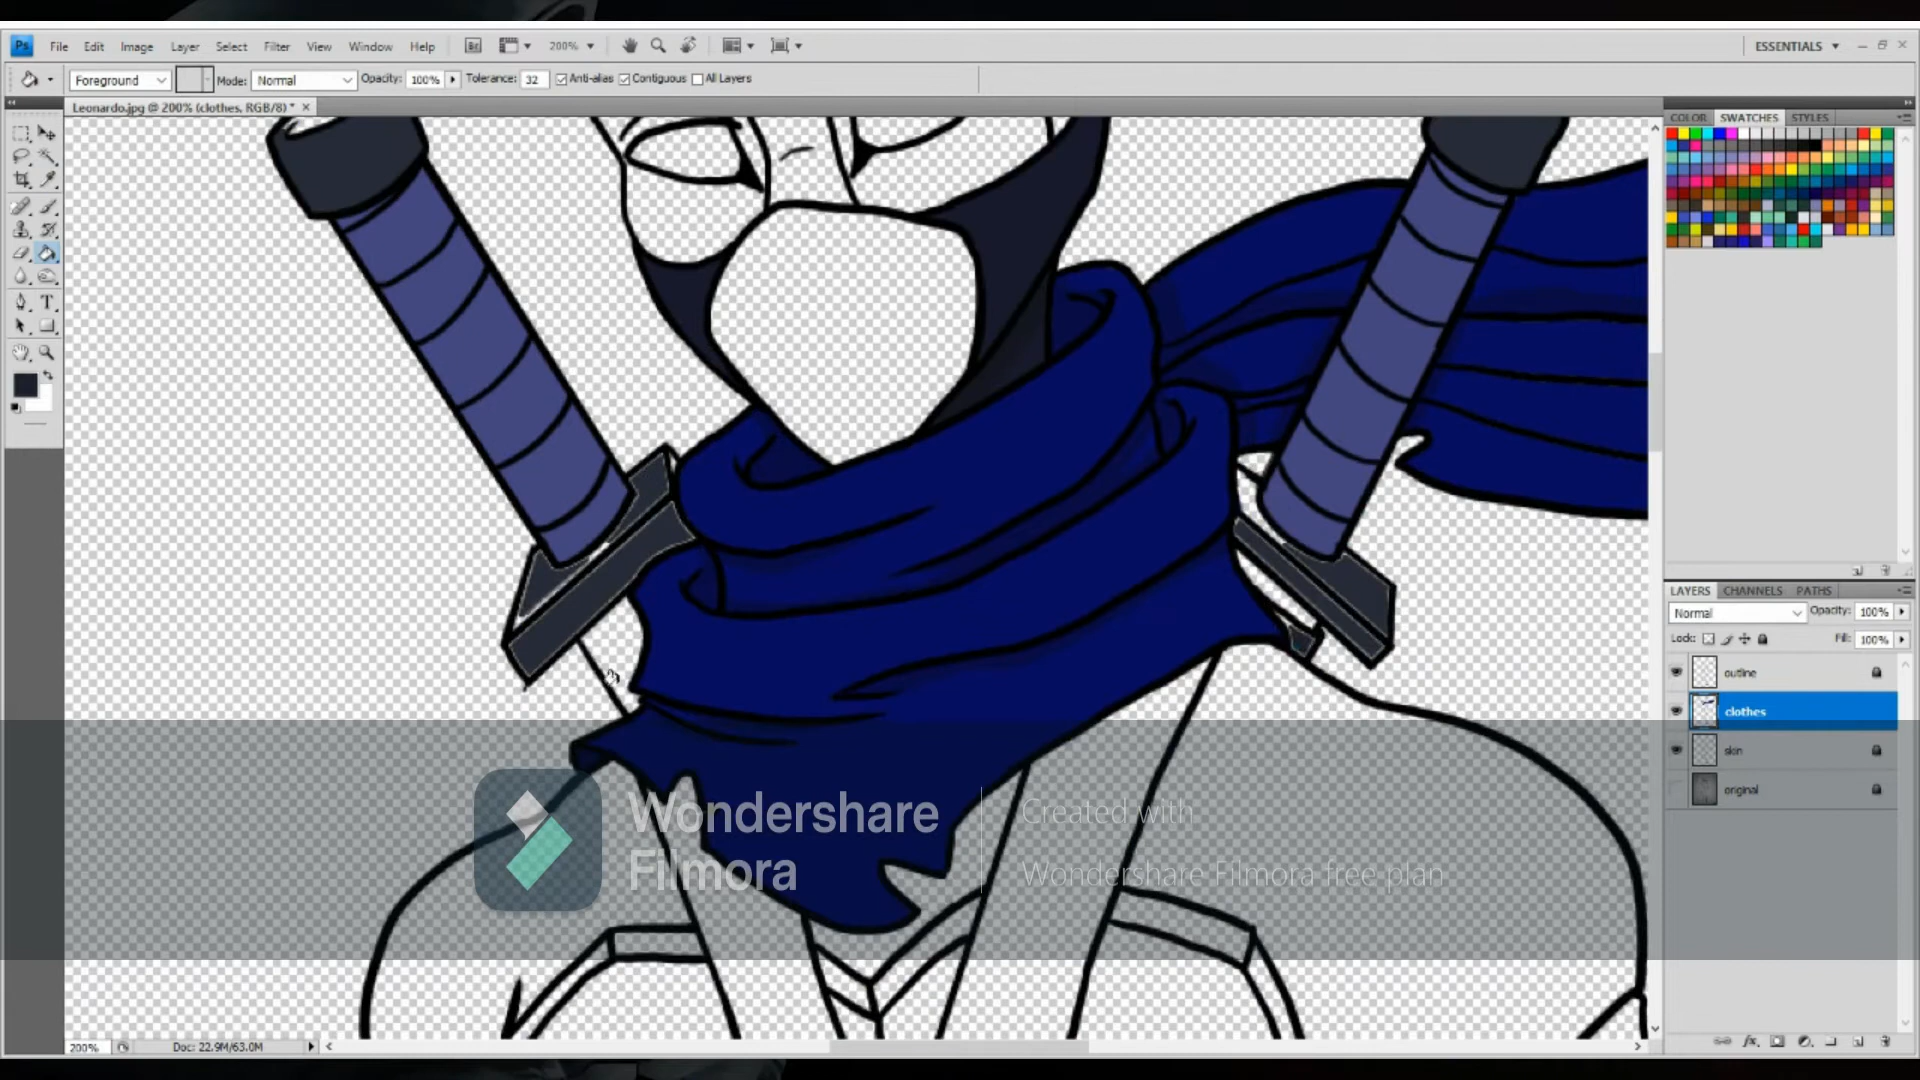 Ps File Edit Image Layer Select Filter View Window Help Br 200% ESSENTIALS
Foreground Mode: Normal Opacity: 100% Tolerance: 32 Anti-alias Contiguous All Layers
Leonardo.jpg @ 200% (clothes, RGB/8) *
COLOR SWATCHES STYLES
T
LAYERS CHANNELS PATHS
Normal Opacity: 100%
Lock: Fill: 100%
outline
clothes
skin
original
Wondershare
Filmora
Created with
Wondershare Filmora free plan
200% Doc: 22.9M/63.0M
fx